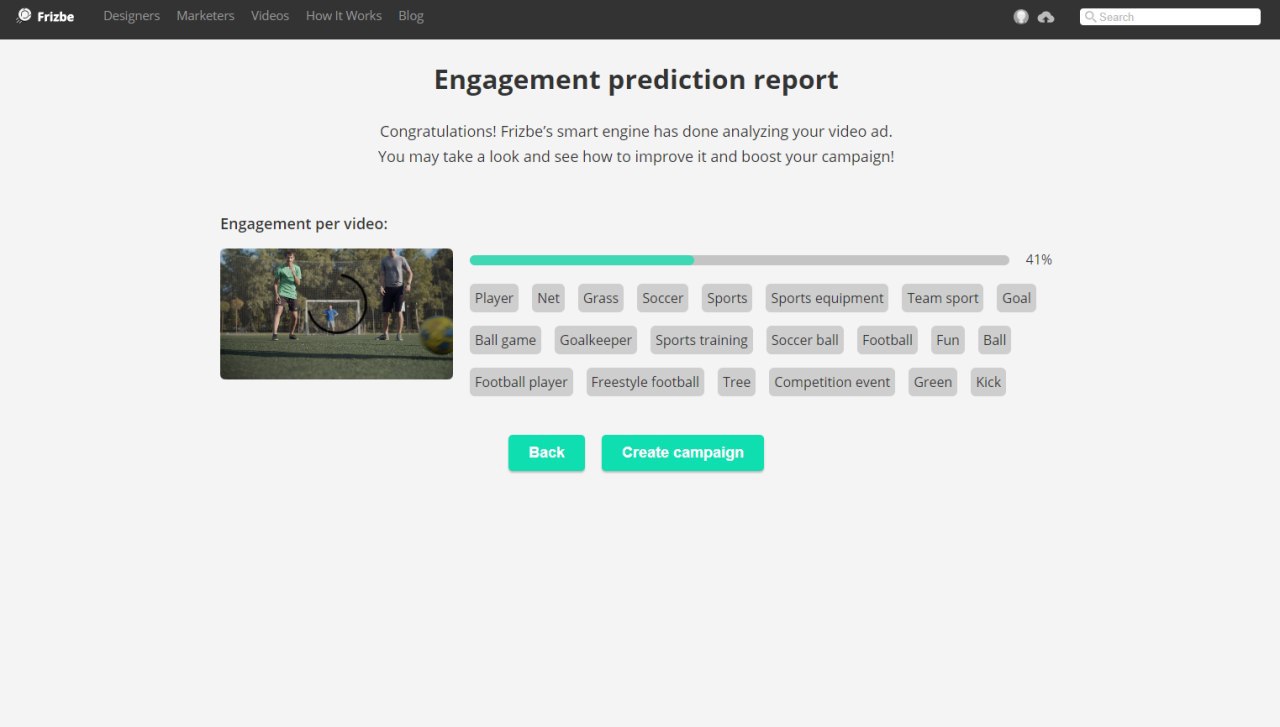 Frizbe Designers Marketers Videos How It Works Blog Search
Engagement prediction report
Congratulations! Frizbe’s smart engine has done analyzing your video ad.
You may take a look and see how to improve it and boost your campaign!
Engagement per video:
41%
Player Net Grass Soccer Sports Sports equipment Team sport Goal
Ball game Goalkeeper Sports training Soccer ball Football Fun Ball
Football player Freestyle football Tree Competition event Green Kick
Back Create campaign